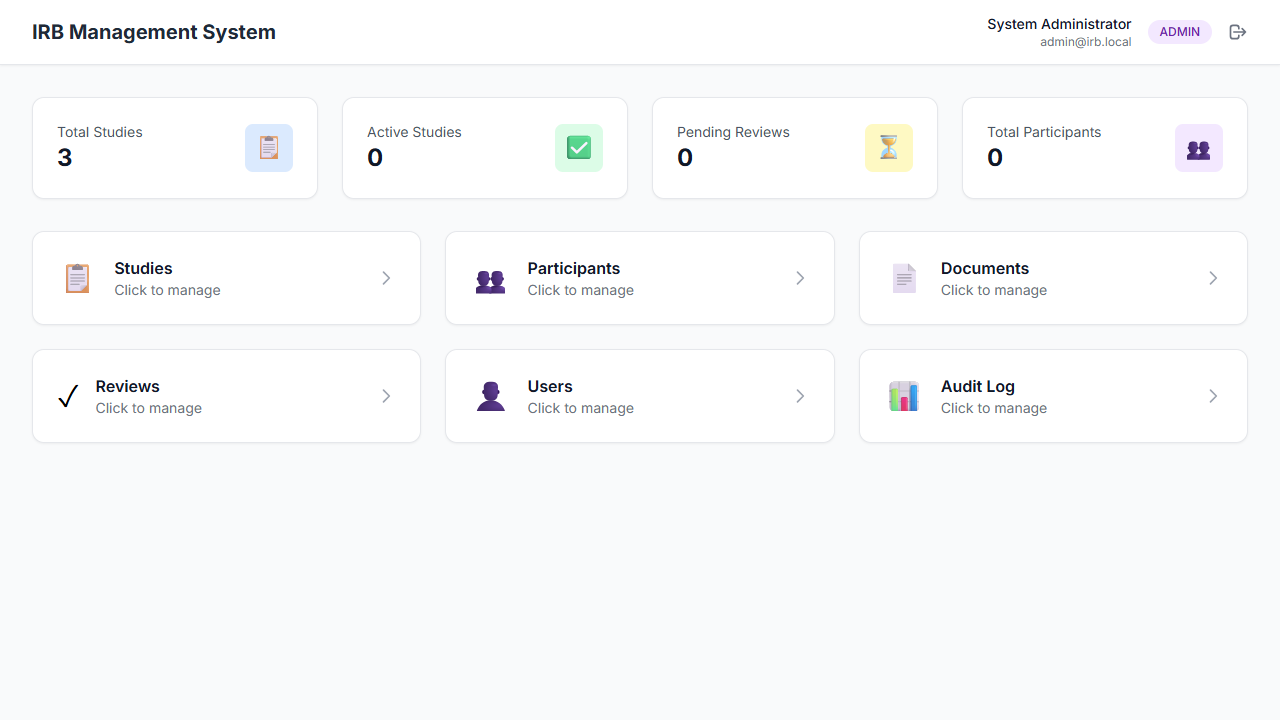 IRB Management System
System Administrator
admin@irb.local
ADMIN
Total Studies
3
Active Studies
0
Pending Reviews
0
Total Participants
0
Studies
Click to manage
Participants
Click to manage
Documents
Click to manage
Reviews
Click to manage
Users
Click to manage
Audit Log
Click to manage